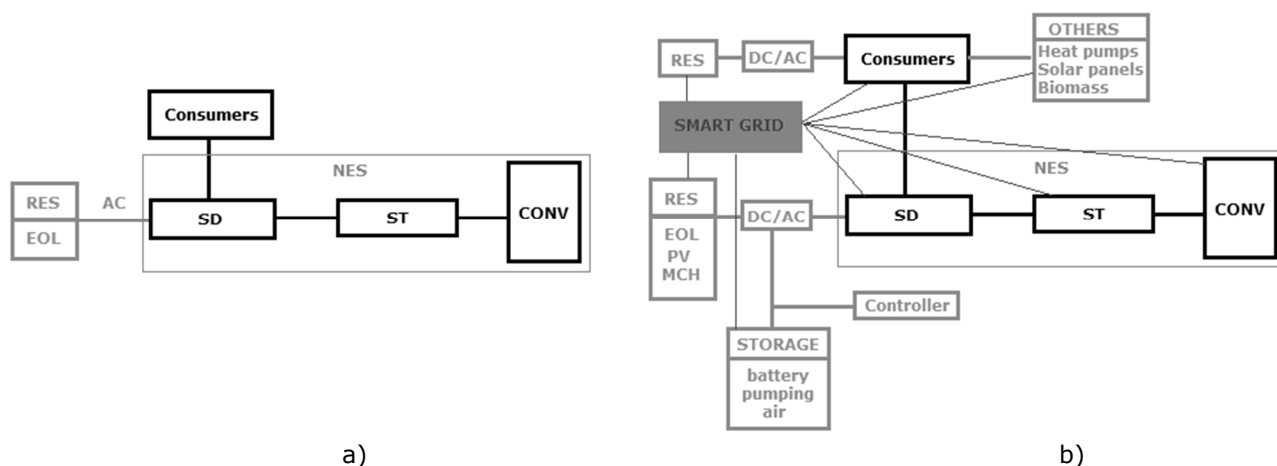 Consumers
NES
RES
AC
EOL
SD
ST
CONV
a)
OTHERS
Heat pumps
Solar panels
Biomass
RES
DC/AC
Consumers
SMART GRID
NES
RES
EOL
PV
MCH
DC/AC
SD
ST
CONV
Controller
STORAGE
battery
pumping
air
b)